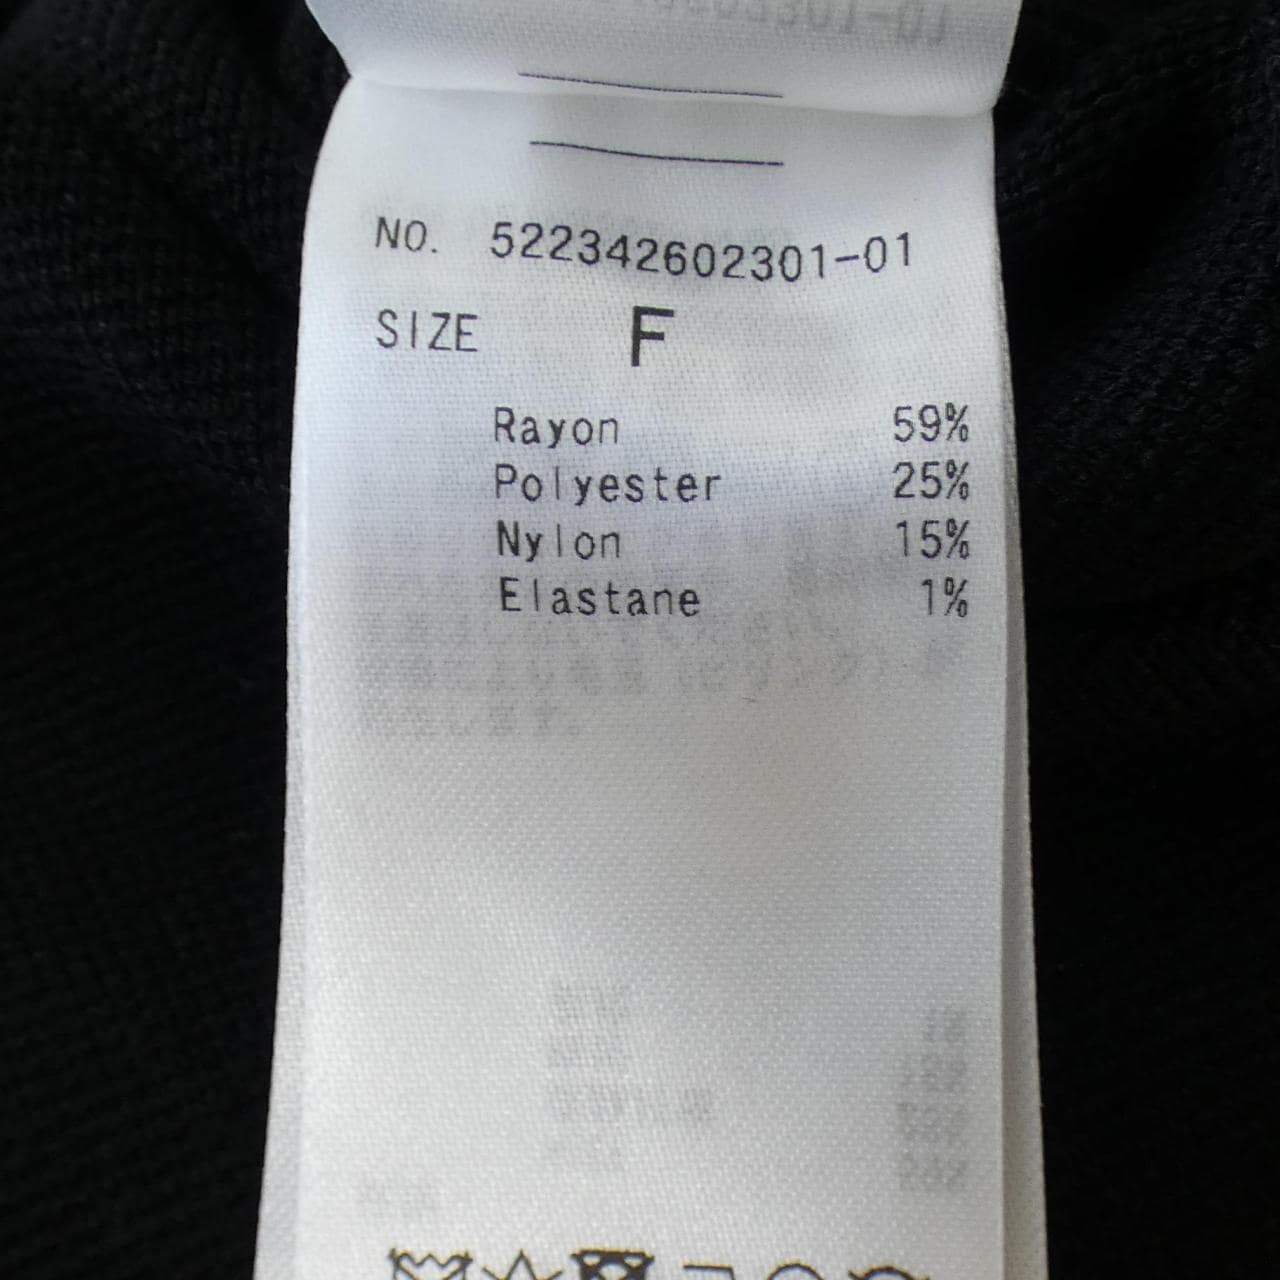 NO. 522342602301-01
SIZE F
Rayon 59%
Polyester 25%
Nylon 15%
Elastane 1%